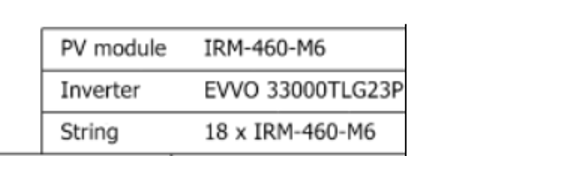 PV module IRM-460-M6
Inverter EVVO 33000TLG23P
String 18 x IRM-460-M6